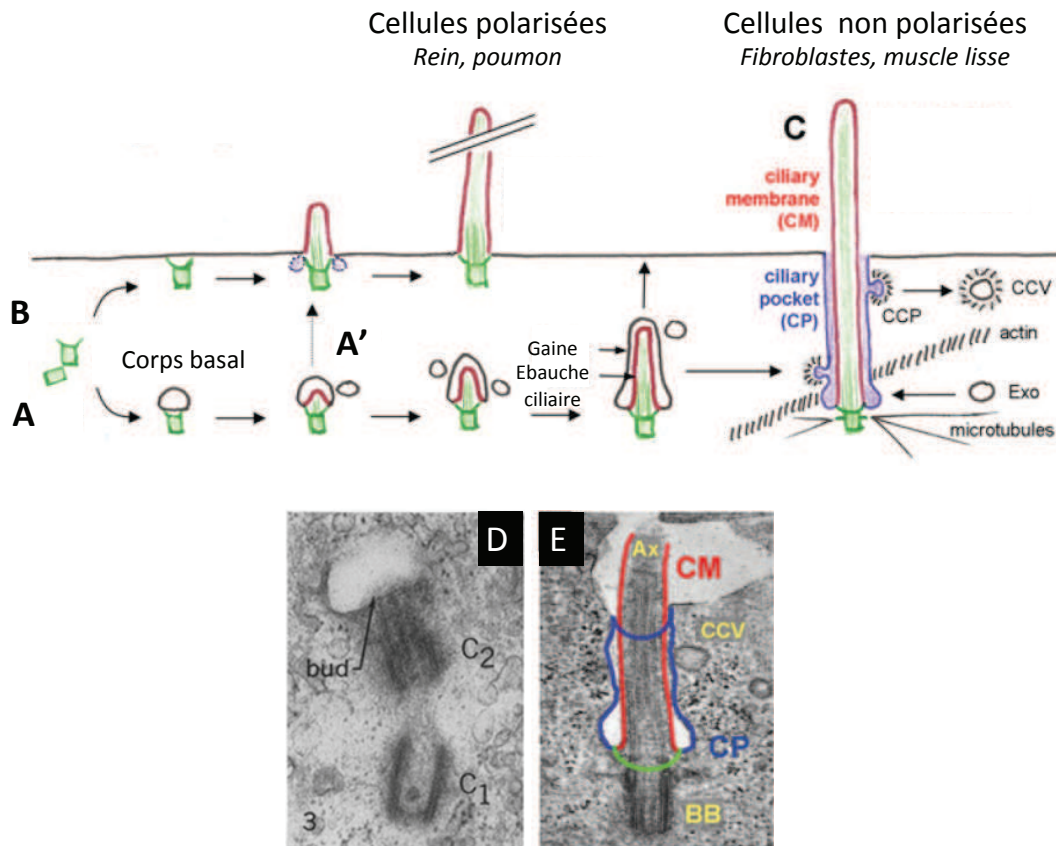 Cellules polarisées
Rein, poumon
Cellules non polarisées
Fibroblastes, muscle lisse
C
ciliary
membrane
(CM)
B
ciliary
pocket
(CP)
CCP
CCV
actin
Corps basal
A'
Gaine
Ebauche
ciliaire
A
Exo
microtubules
D
bud
C2
C1
3
E
Ax
CM
CCV
CP
BB